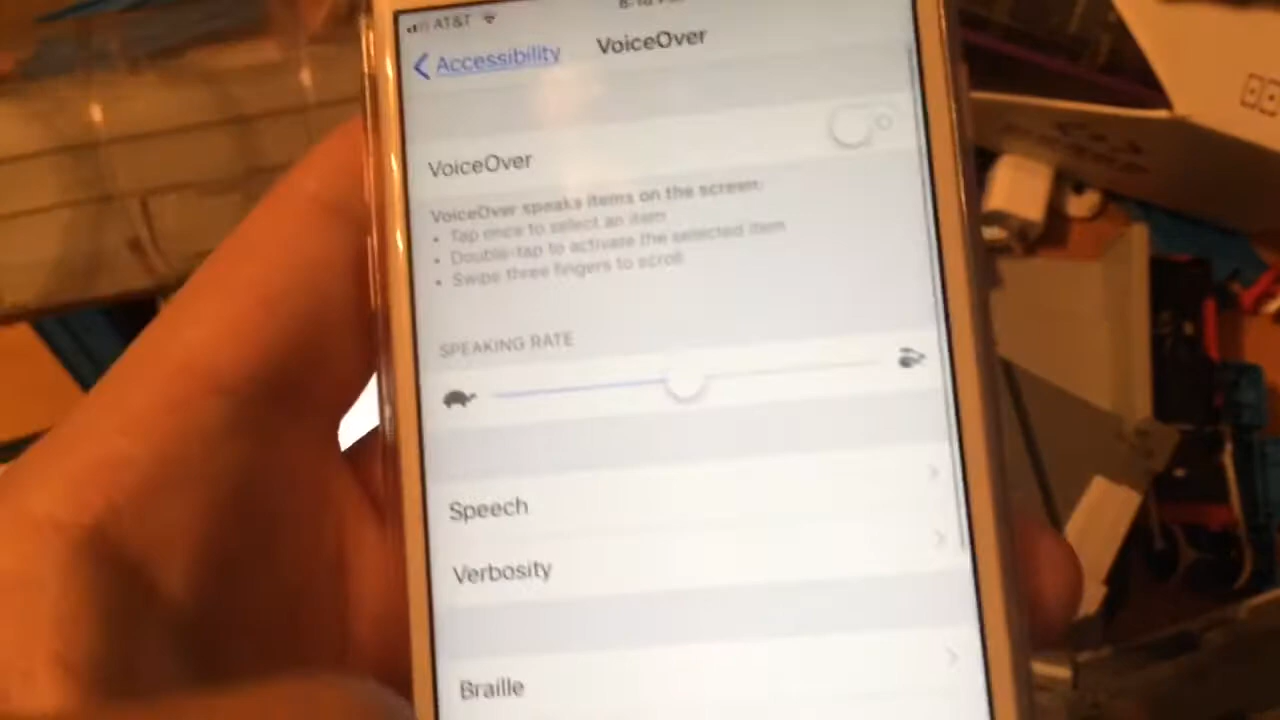 AT&T
Accessibility
VoiceOver
VoiceOver
VoiceOver speaks items on the screen:
• Tap once to select an item
• Double-tap to activate the selected item
• Swipe three fingers to scroll
SPEAKING RATE
Speech
Verbosity
Braille